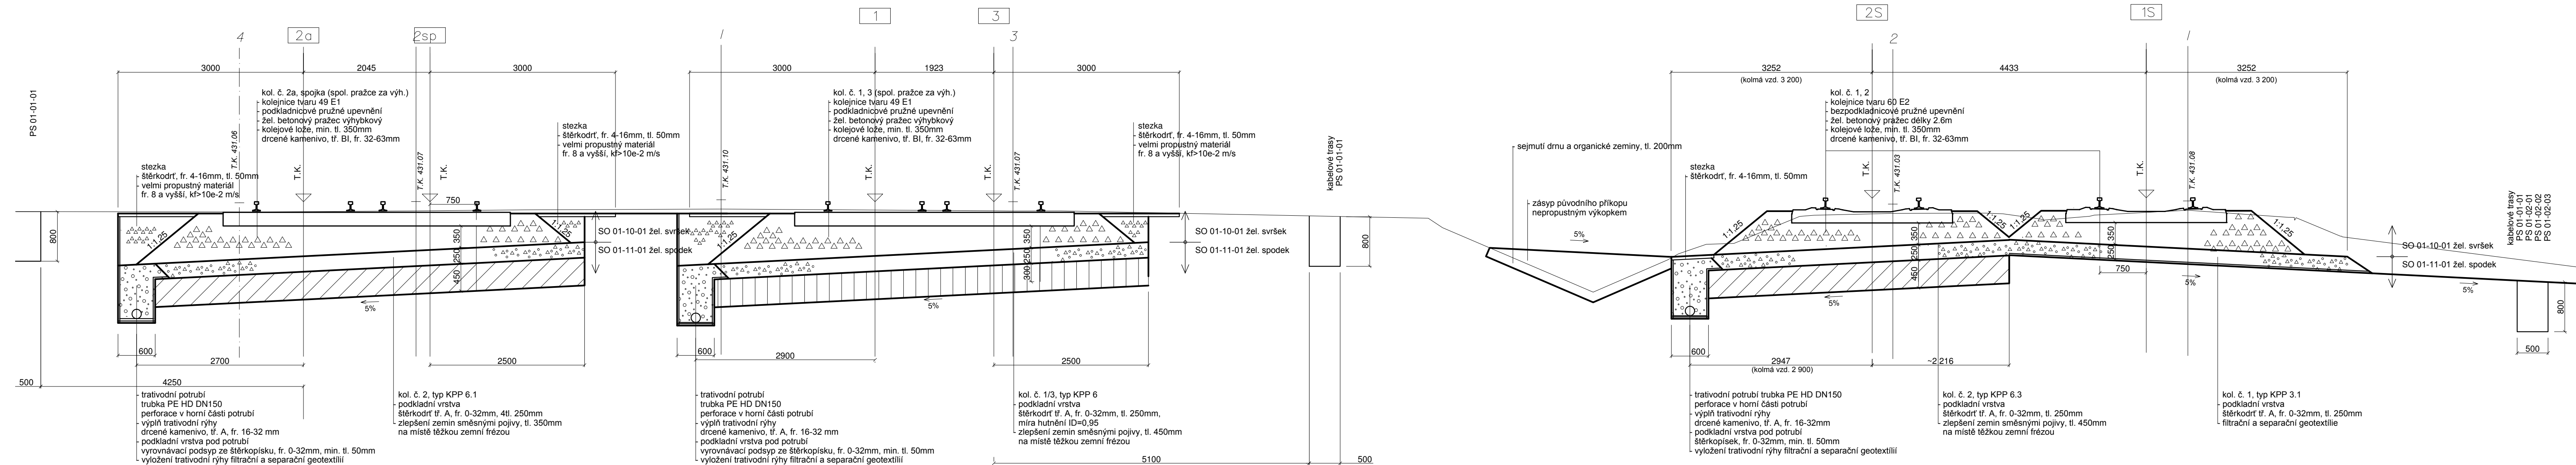 PS 01-01-01
4
2a
2sp
3000
2045
3000
kol. č. 2a, spojka (spol. pražce za výh.)
kolejnice tvaru 49 E1
podkladnicové pružné upevnění
žel. betonový pražec výhybkový
kolejové lože, min. tl. 350mm
drcené kamenivo, tř. BI, fr. 32-63mm
stezka
štěrkodrť, fr. 4-16mm, tl. 50mm
velmi propustný materiál
fr. 8 a vyšší, kf>10e-2 m/s
stezka
štěrkodrť, fr. 4-16mm, tl. 50mm
velmi propustný materiál
fr. 8 a vyšší, kf>10e-2 m/s
T.K. 431.06
T.K.
T.K. 431.07
T.K.
750
800
1:1.25
1:1.25
350
250
450
SO 01-10-01 žel. svršek
SO 01-11-01 žel. spodek
5%
600
2700
2500
500
4250
trativodní potrubí
trubka PE HD DN150
perforace v horní části potrubí
výplň trativodní rýhy
drcené kamenivo, tř. A, fr. 16-32 mm
podkladní vrstva pod potrubí
vyrovnávací podsyp ze štěrkopísku, fr. 0-32mm, min. tl. 50mm
vyložení trativodní rýhy filtrační a separační geotextílií
kol. č. 2, typ KPP 6.1
podkladní vrstva
štěrkodrť tř. A, fr. 0-32mm, 4tl. 250mm
zlepšení zemin směsnými pojivy, tl. 350mm
na místě těžkou zemní frézou
1
1
3
3
3000
1923
3000
kol. č. 1, 3 (spol. pražce za výh.)
kolejnice tvaru 49 E1
podkladnicové pružné upevnění
žel. betonový pražec výhybkový
kolejové lože, min. tl. 350mm
drcené kamenivo, tř. BI, fr. 32-63mm
stezka
štěrkodrť, fr. 4-16mm, tl. 50mm
velmi propustný materiál
fr. 8 a vyšší, kf>10e-2 m/s
T.K. 431.10
T.K.
T.K.
T.K. 431.07
1:1.25
1:1.25
350
250
300
SO 01-10-01 žel. svršek
SO 01-11-01 žel. spodek
5%
600
2900
2500
trativodní potrubí
trubka PE HD DN150
perforace v horní části potrubí
výplň trativodní rýhy
drcené kamenivo, tř. A, fr. 16-32 mm
podkladní vrstva pod potrubí
vyrovnávací podsyp ze štěrkopísku, fr. 0-32mm, min. tl. 50mm
vyložení trativodní rýhy filtrační a separační geotextílií
kol. č. 1/3, typ KPP 6
podkladní vrstva
štěrkodrť tř. A, fr. 0-32mm, tl. 250mm,
míra hutnění ID=0,95
zlepšení zemin směsnými pojivy, tl. 450mm
na místě těžkou zemní frézou
5100
500
kabelové trasy
PS 01-01-01
800
2S
2
1S
1
3252
(kolmá vzd. 3 200)
4433
3252
(kolmá vzd. 3 200)
kol. č. 1, 2
kolejnice tvaru 60 E2
bezpodkladnicové pružné upevnění
žel. betonový pražec délky 2.6m
kolejové lože, min. tl. 350mm
drcené kamenivo, tř. BI, fr. 32-63mm
sejmutí drnu a organické zeminy, tl. 200mm
stezka
štěrkodrť, fr. 4-16mm, tl. 50mm
zásyp původního příkopu
nepropustným výkopkem
5%
T.K.
T.K. 431.03
T.K.
T.K. 431.08
1:1.25
1:1.25
1:1.25
1:1.25
350
250
450
350
250
750
5%
5%
5%
SO 01-10-01 žel. svršek
SO 01-11-01 žel. spodek
600
2947
(kolmá vzd. 2 900)
~2 216
trativodní potrubí trubka PE HD DN150
perforace v horní části potrubí
výplň trativodní rýhy
drcené kamenivo, tř. A, fr. 16-32mm
podkladní vrstva pod potrubí
štěrkopísek, fr. 0-32mm, min. tl. 50mm
vyložení trativodní rýhy filtrační a separační geotextílií
kol. č. 2, typ KPP 6.3
podkladní vrstva
štěrkodrť tř. A, fr. 0-32mm, tl. 250mm
zlepšení zemin směsnými pojivy, tl. 450mm
na místě těžkou zemní frézou
kol. č. 1, typ KPP 3.1
podkladní vrstva
štěrkodrť tř. A, fr. 0-32mm, tl. 250mm
filtrační a separační geotextílie
kabelové trasy
PS 01-01-01
PS 01-02-01
PS 01-02-02
PS 01-02-03
800
500